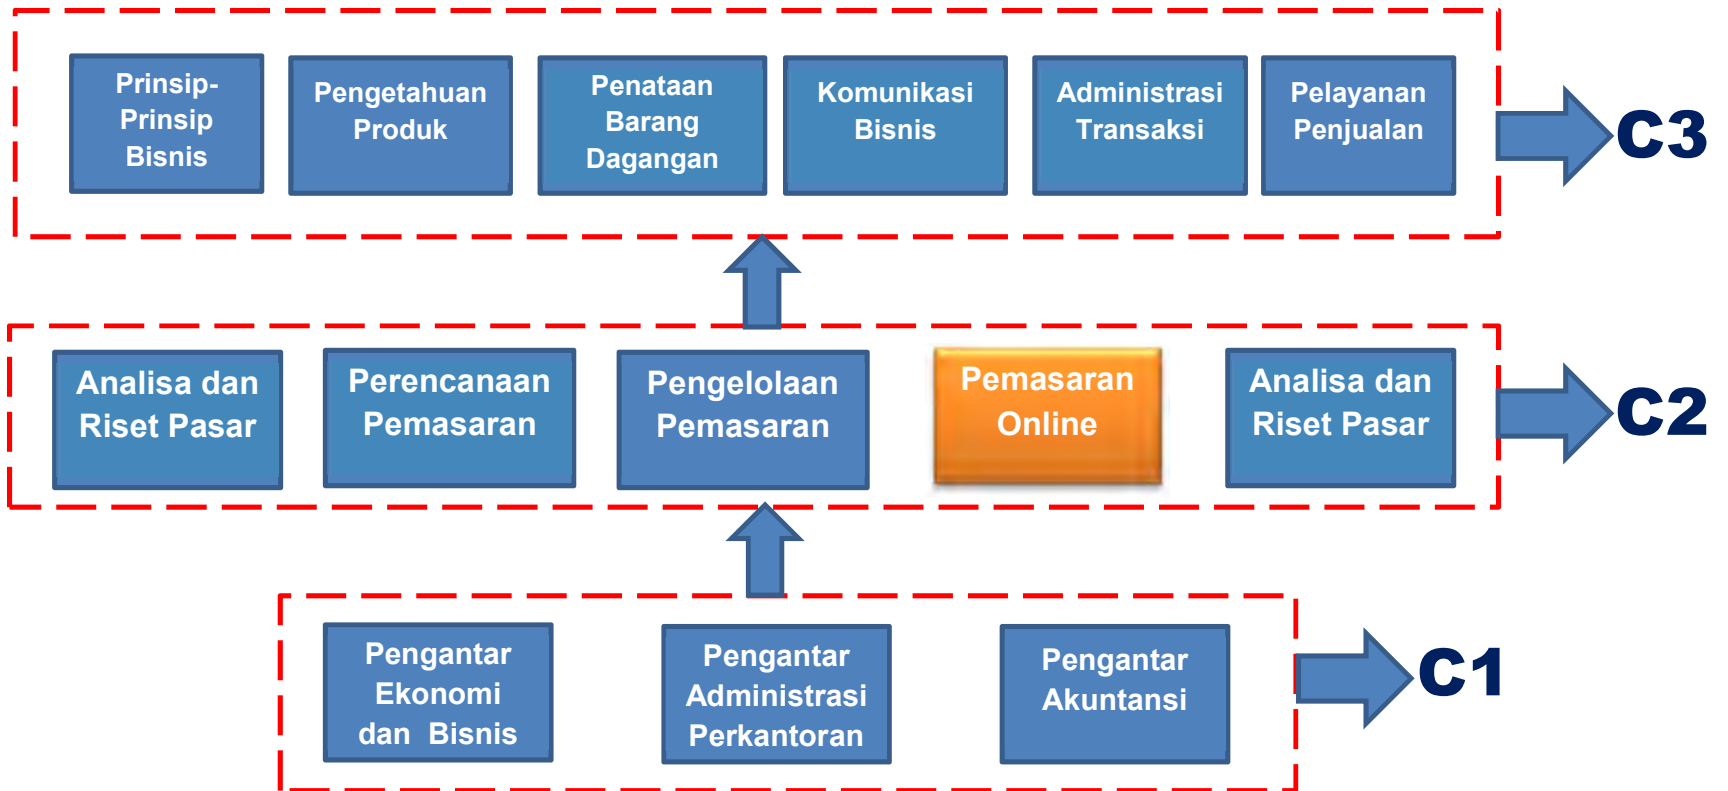 Prinsip-
Prinsip
Bisnis
Pengetahuan
Produk
Penataan
Barang
Dagangan
Komunikasi
Bisnis
Administrasi
Transaksi
Pelayanan
Penjualan
C3
Analisa dan
Riset Pasar
Perencanaan
Pemasaran
Pengelolaan
Pemasaran
Pemasaran
Online
Analisa dan
Riset Pasar
C2
Pengantar
Ekonomi
dan Bisnis
Pengantar
Administrasi
Perkantoran
Pengantar
Akuntansi
C1